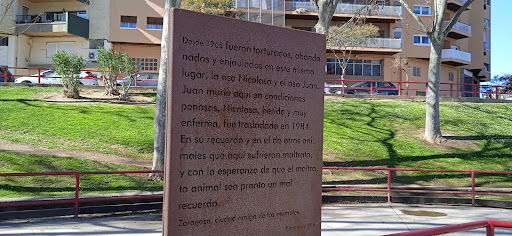 Desde 1965 fueron torturados, abando
nados y enjaulados en este mismo
lugar, la osa Nicolasa y el oso Juan.
Juan murió aquí en condiciones
penosas, Nicolasa, herida y muy
enferma, fue trasladada en 1984.
En su recuerdo y en el de otros ani
males que aquí sufrieron maltrato,
y con la esperanza de que el maltra
to animal sea pronto un mal
recuerdo.
Zaragoza, ciudad amiga de los animales.